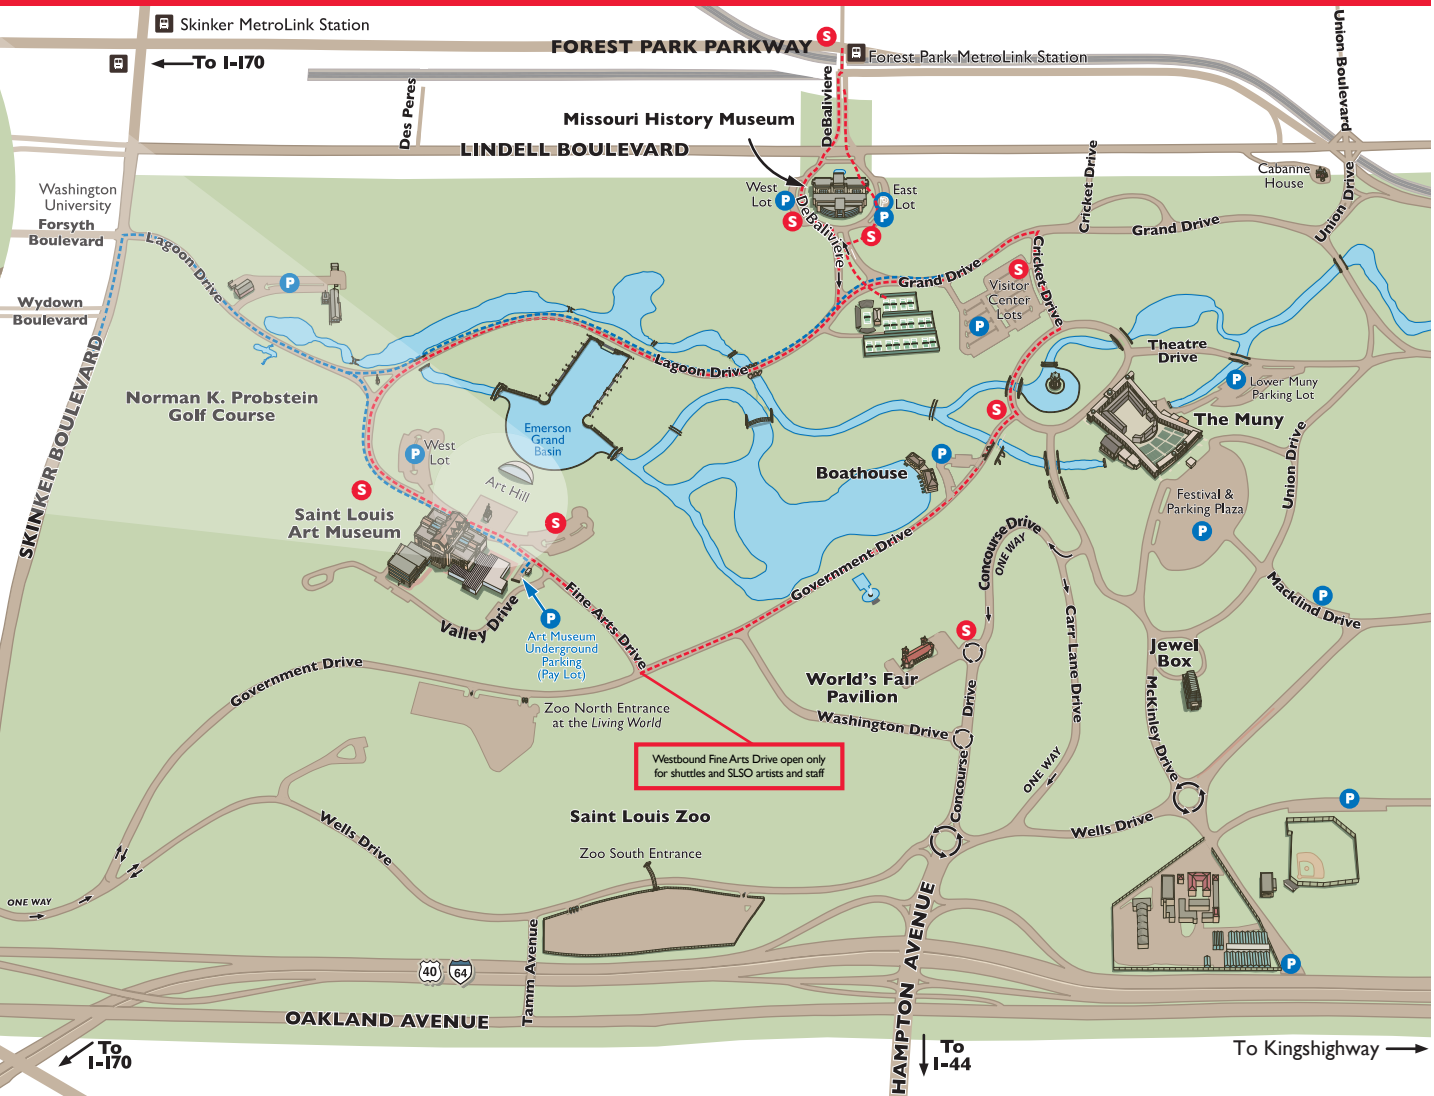 Skinker MetroLink Station
To I-170
FOREST PARK PARKWAY
S
Forest Park MetroLink Station
Union Boulevard
Des Peres
DeBaliviere
Missouri History Museum
LINDELL BOULEVARD
Cricket Drive
Cabanne
House
Union Drive
Washington
University
Forsyth
Boulevard
West
Lot
P
S
East
Lot
P
P
S
DeBaliviere
Grand Drive
Lagoon Drive
P
Grand Drive
Cricket Drive
S
Visitor
Center
Lots
P
Wydown
Boulevard
SKINKER BOULEVARD
Lagoon Drive
Theatre
Drive
P
Lower Muny
Parking Lot
The Muny
Norman K. Probstein
Golf Course
S
Emerson
Grand
Basin
West
Lot
P
Art Hill
Boathouse
P
Union Drive
S
Saint Louis
Art Museum
S
Festival &
Parking Plaza
P
Concourse Drive
ONE WAY
Government Drive
Fine Arts Drive
Valley Drive
P
Art Museum
Underground
Parking
(Pay Lot)
Macklind Drive
P
Carr Lane Drive
S
Jewel
Box
World's Fair
Pavilion
Government Drive
Zoo North Entrance
at the Living World
Washington Drive
Concourse Drive
McKinley Drive
Westbound Fine Arts Drive open only
for shuttles and SLSO artists and staff
ONE WAY
P
Wells Drive
Saint Louis Zoo
Zoo South Entrance
Wells Drive
ONE WAY
Tamm Avenue
HAMPTON AVENUE
P
40
64
OAKLAND AVENUE
To
I-170
To
I-44
To Kingshighway